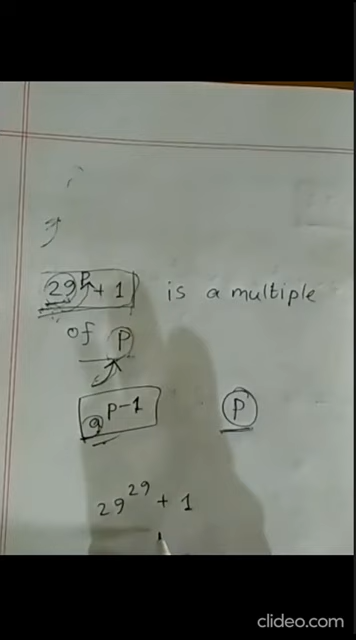 29^p + 1 is a multiple
of p
a^p-1 p
29^29 + 1
clideo.com